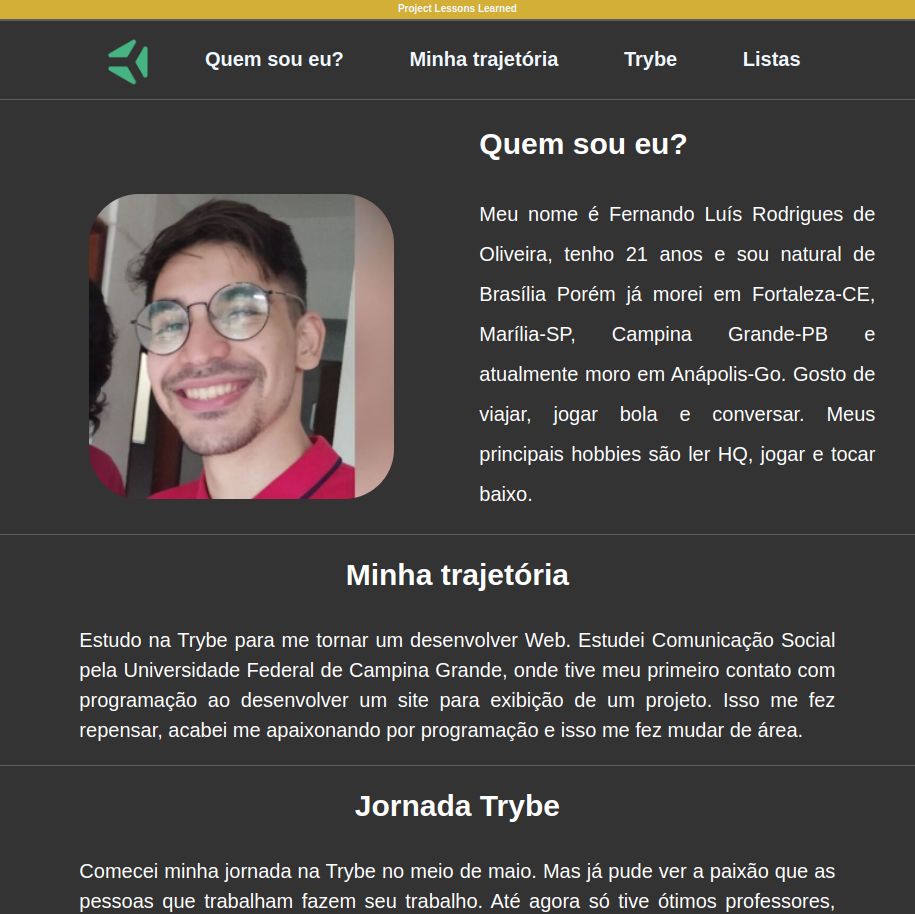 Project Lessons Learned
Quem sou eu? Minha trajetória Trybe Listas
Quem sou eu?
Meu nome é Fernando Luís Rodrigues de
Oliveira, tenho 21 anos e sou natural de
Brasília Porém já morei em Fortaleza-CE,
Marília-SP, Campina Grande-PB e
atualmente moro em Anápolis-Go. Gosto de
viajar, jogar bola e conversar. Meus
principais hobbies são ler HQ, jogar e tocar
baixo.
Minha trajetória
Estudo na Trybe para me tornar um desenvolver Web. Estudei Comunicação Social
pela Universidade Federal de Campina Grande, onde tive meu primeiro contato com
programação ao desenvolver um site para exibição de um projeto. Isso me fez
repensar, acabei me apaixonando por programação e isso me fez mudar de área.
Jornada Trybe
Comecei minha jornada na Trybe no meio de maio. Mas já pude ver a paixão que as
pessoas que trabalham fazem seu trabalho. Até agora só tive ótimos professores,